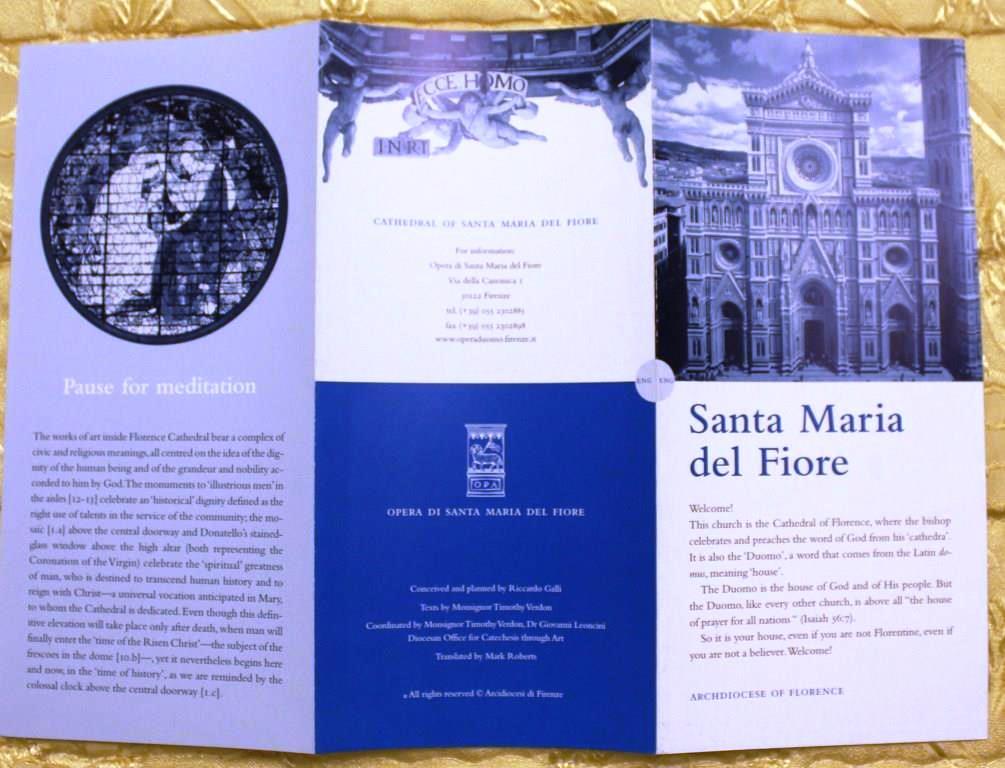 Pause for meditation
The works of art inside Florence Cathedral bear a complex of
civic and religious meanings, all centred on the idea of the dig-
nity of the human being and of the grandeur and nobility ac-
corded to him by God. The monuments to 'illustrious men' in
the aisles [12-13] celebrate an 'historical' dignity defined as the
right use of talents in the service of the community; the mo-
saic [1.a] above the central doorway and Donatello's stained-
glass window above the high altar (both representing the
Coronation of the Virgin) celebrate the 'spiritual' greatness
of man, who is destined to transcend human history and to
reign with Christ—a universal vocation anticipated in Mary,
to whom the Cathedral is dedicated. Even though this defin-
itive elevation will take place only after death, when man will
finally enter the 'time of the Risen Christ'—the subject of the
frescoes in the dome [10.b]—, yet it nevertheless begins here
and now, in the 'time of history', as we are reminded by the
colossal clock above the central doorway [1.c].
ECCE HOMO
INRI
CATHEDRAL OF SANTA MARIA DEL FIORE
For information:
Opera di Santa Maria del Fiore
Via della Canonica 1
50122 Firenze
tel. (+39) 055 2302885
fax (+39) 055 2302898
www.operaduomo.firenze.it
OPA
OPERA DI SANTA MARIA DEL FIORE
Conceived and planned by Riccardo Galli
Texts by Monsignor Timothy Verdon
Coordinated by Monsignor Timothy Verdon, Dr Giovanni Leoncini
Diocesan Office for Catechesis through Art
Translated by Mark Roberts
All rights reserved © Arcidiocesi di Firenze
ENG ENG
Santa Maria
del Fiore
Welcome!
This church is the Cathedral of Florence, where the bishop
celebrates and preaches the word of God from his 'cathedra'.
It is also the 'Duomo', a word that comes from the Latin do-
mus, meaning 'house'.
The Duomo is the house of God and of His people. But
the Duomo, like every other church, is above all "the house
of prayer for all nations" (Isaiah 56:7).
So it is your house, even if you are not Florentine, even if
you are not a believer. Welcome!
ARCHDIOCESE OF FLORENCE